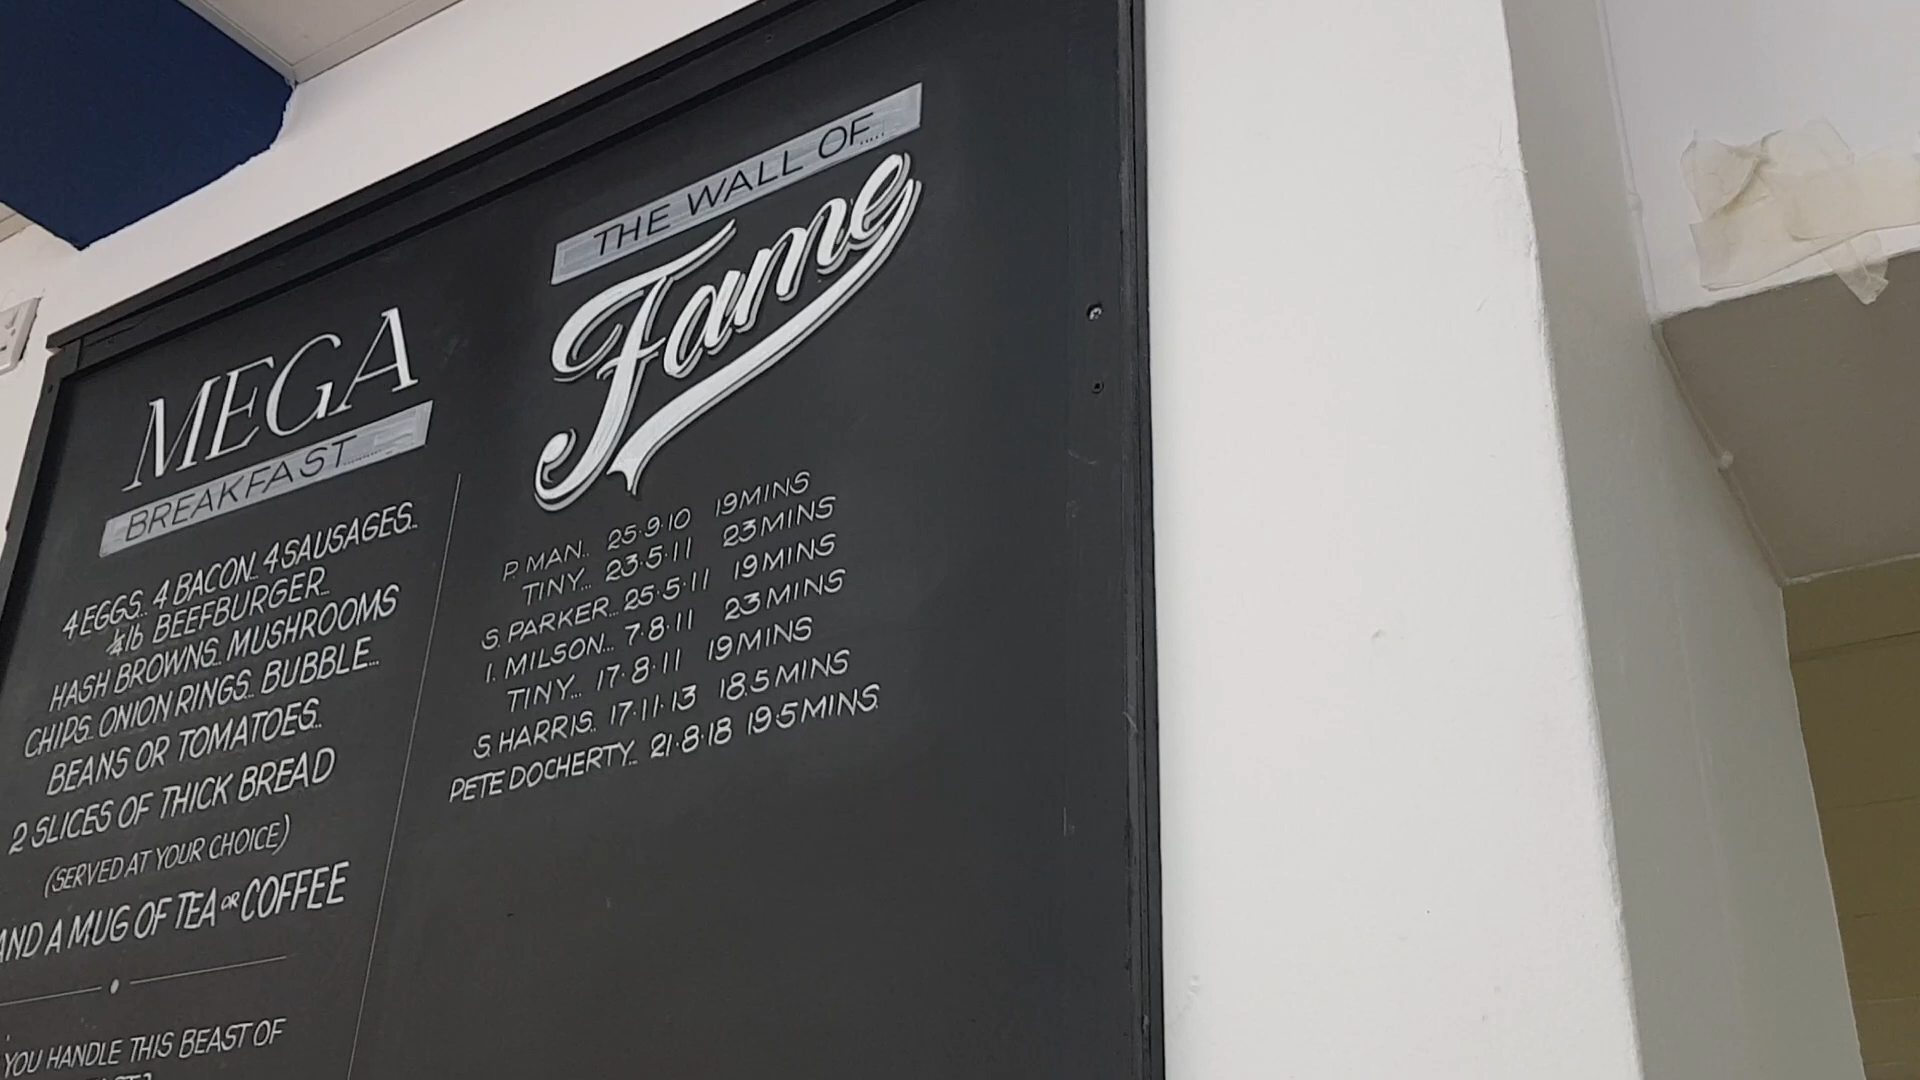 MEGA
BREAKFAST......
4 EGGS.. 4 BACON.. 4 SAUSAGES..
¼lb BEEFBURGER..
HASH BROWNS.. MUSHROOMS
CHIPS.. ONION RINGS.. BUBBLE..
BEANS OR TOMATOES..
2 SLICES OF THICK BREAD
(SERVED AT YOUR CHOICE)
AND A MUG OF TEA OR COFFEE
YOU HANDLE THIS BEAST OF
THE WALL OF....
Fame
P. MAN.. 25·9·10 19 MINS
TINY... 23·5·11 23 MINS
S. PARKER... 25·5·11 19 MINS
I. MILSON... 7·8·11 23 MINS
TINY... 17·8·11 19 MINS
S. HARRIS.. 17·11·13 18.5 MINS
PETE DOCHERTY... 21·8·18 19·5 MINS